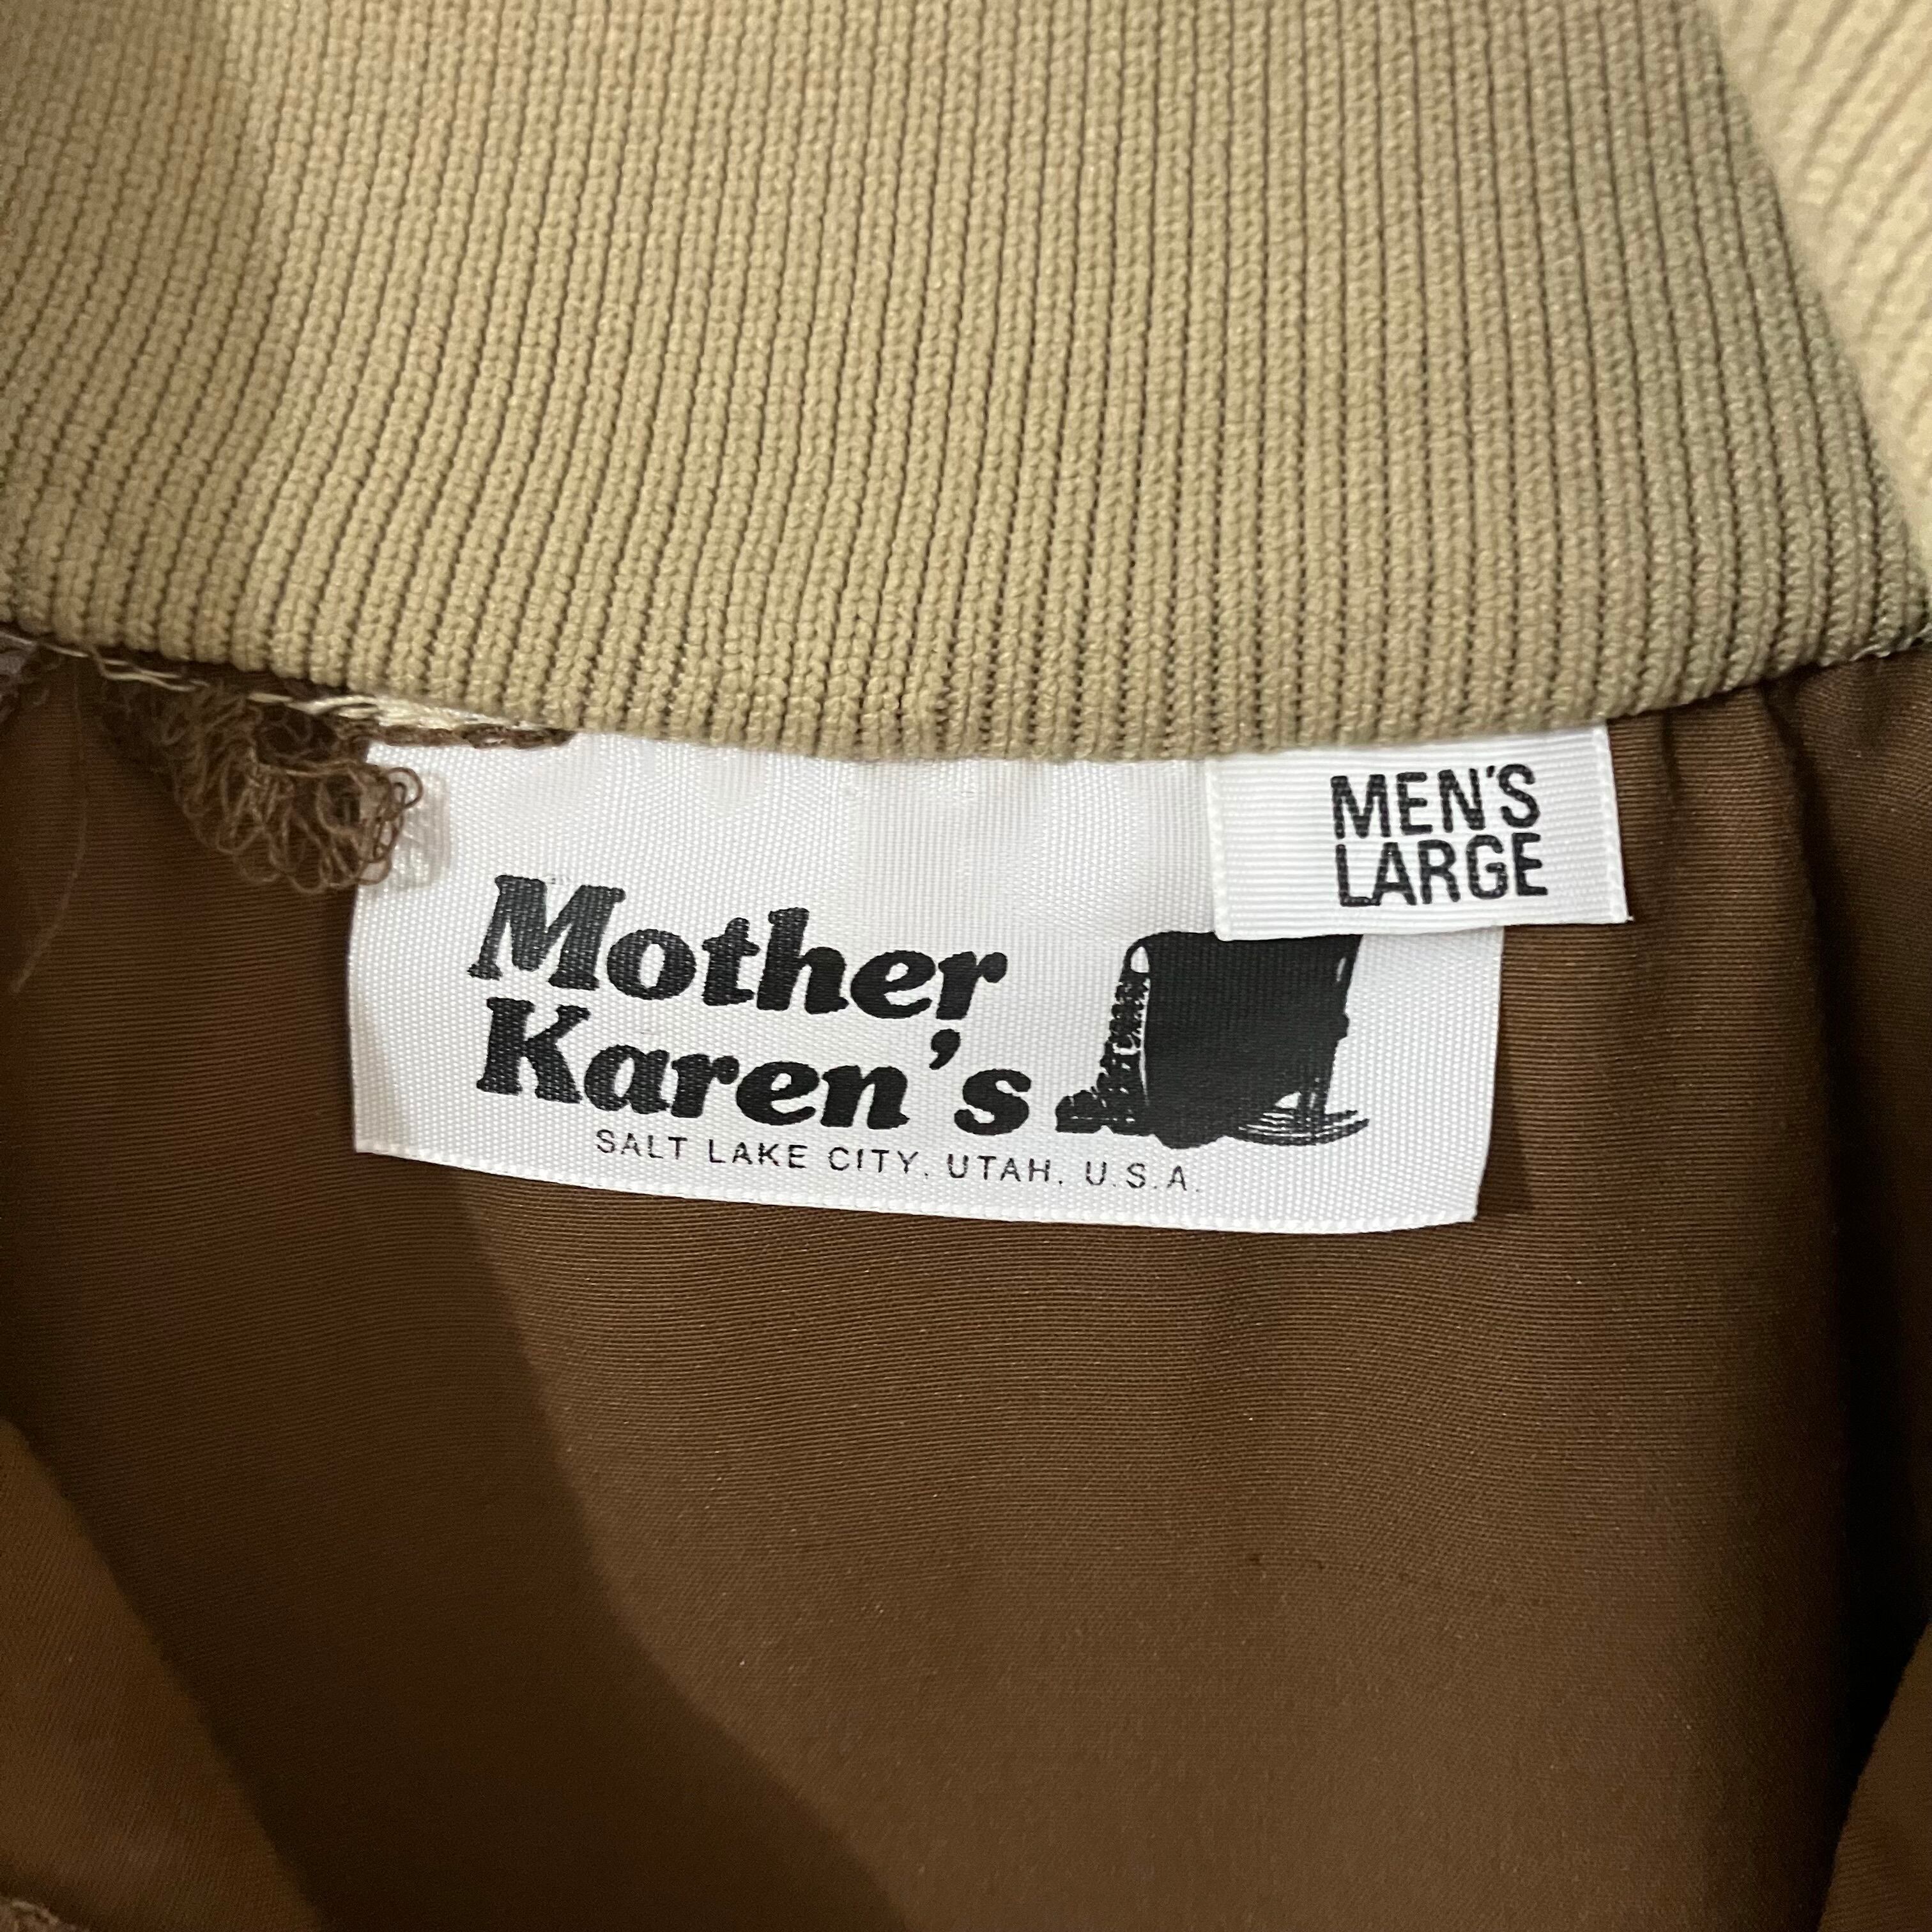 MEN'S
LARGE
Mother
Karen's
SALT LAKE CITY, UTAH, U.S.A.